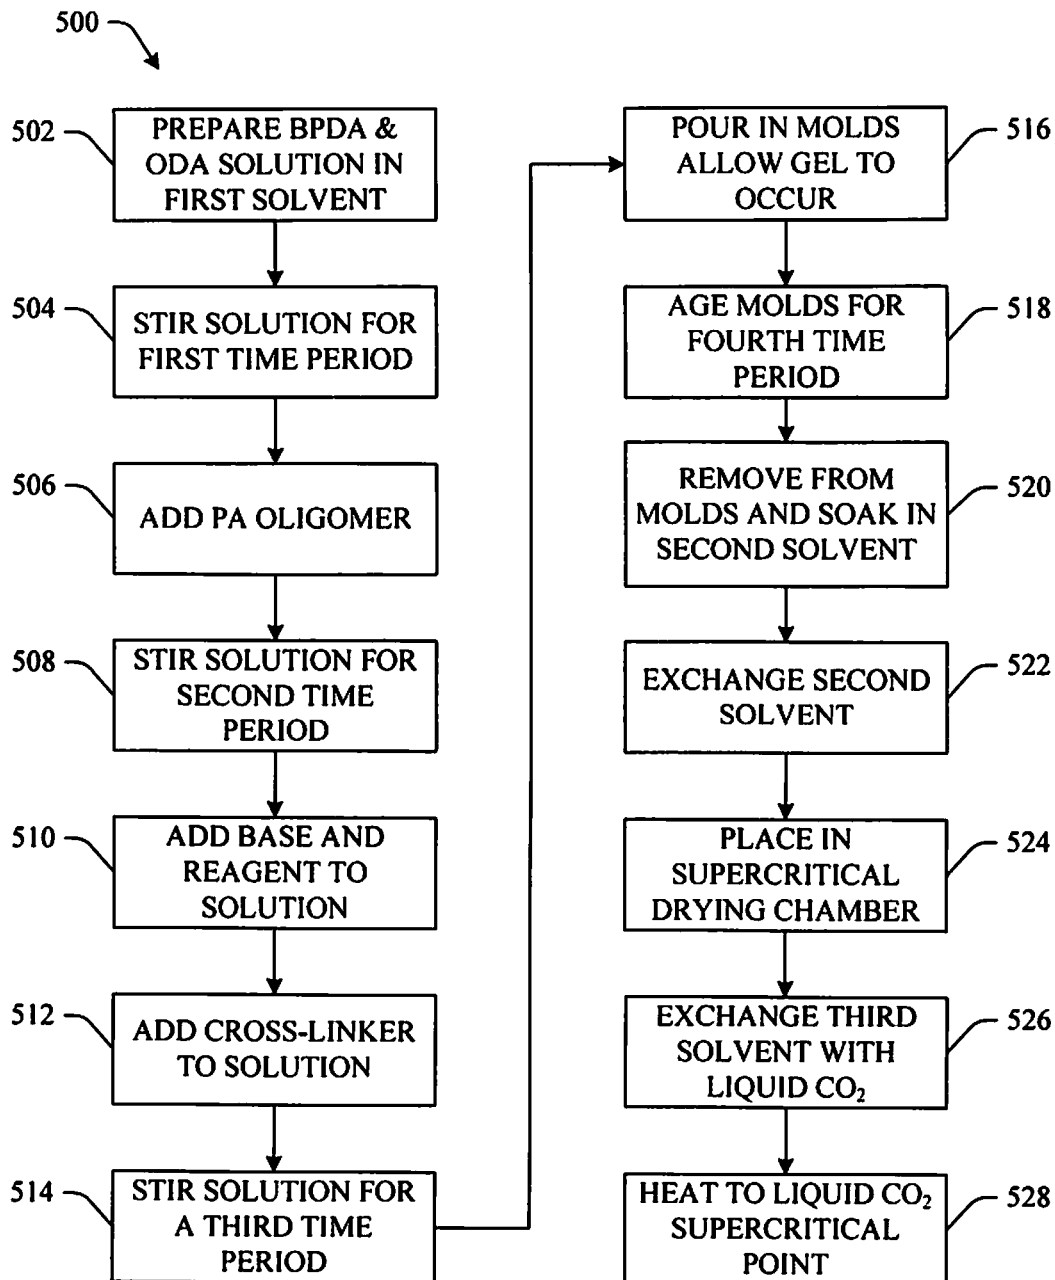 500
502
PREPARE BPDA &
ODA SOLUTION IN
FIRST SOLVENT
504
STIR SOLUTION FOR
FIRST TIME PERIOD
506
ADD PA OLIGOMER
508
STIR SOLUTION FOR
SECOND TIME
PERIOD
510
ADD BASE AND
REAGENT TO
SOLUTION
512
ADD CROSS-LINKER
TO SOLUTION
514
STIR SOLUTION FOR
A THIRD TIME
PERIOD
POUR IN MOLDS
ALLOW GEL TO
OCCUR
516
AGE MOLDS FOR
FOURTH TIME
PERIOD
518
REMOVE FROM
MOLDS AND SOAK IN
SECOND SOLVENT
520
EXCHANGE SECOND
SOLVENT
522
PLACE IN
SUPERCRITICAL
DRYING CHAMBER
524
EXCHANGE THIRD
SOLVENT WITH
LIQUID CO₂
526
HEAT TO LIQUID CO₂
SUPERCRITICAL
POINT
528